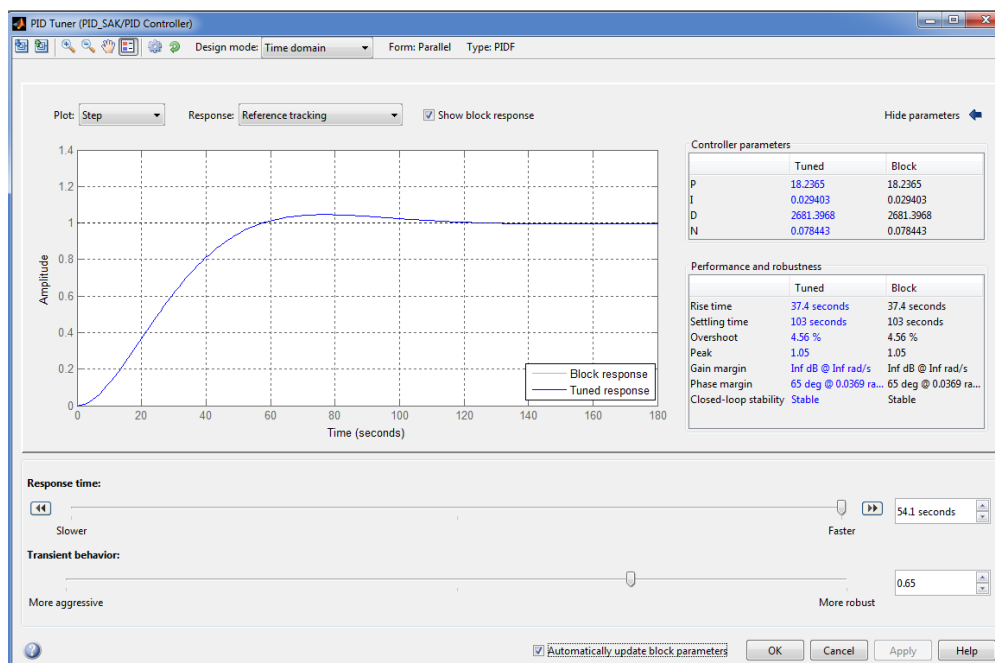 PID Tuner (PID_SAK/PID Controller)
Design mode: Time domain Form: Parallel Type: PIDF
Plot: Step Response: Reference tracking Show block response Hide parameters
1.4
1.2
1
0.8
0.6
0.4
0.2
0
Amplitude
0 20 40 60 80 100 120 140 160 180
Time (seconds)
Block response
Tuned response
Controller parameters
Tuned Block
P 18.2365 18.2365
I 0.029403 0.029403
D 2681.3968 2681.3968
N 0.078443 0.078443
Performance and robustness
Tuned Block
Rise time 37.4 seconds 37.4 seconds
Settling time 103 seconds 103 seconds
Overshoot 4.56 % 4.56 %
Peak 1.05 1.05
Gain margin Inf dB @ Inf rad/s Inf dB @ Inf rad/s
Phase margin 65 deg @ 0.0369 ra... 65 deg @ 0.0369 ra...
Closed-loop stability Stable Stable
Response time:
54.1 seconds
Slower Faster
Transient behavior:
0.65
More aggressive More robust
Automatically update block parameters OK Cancel Apply Help